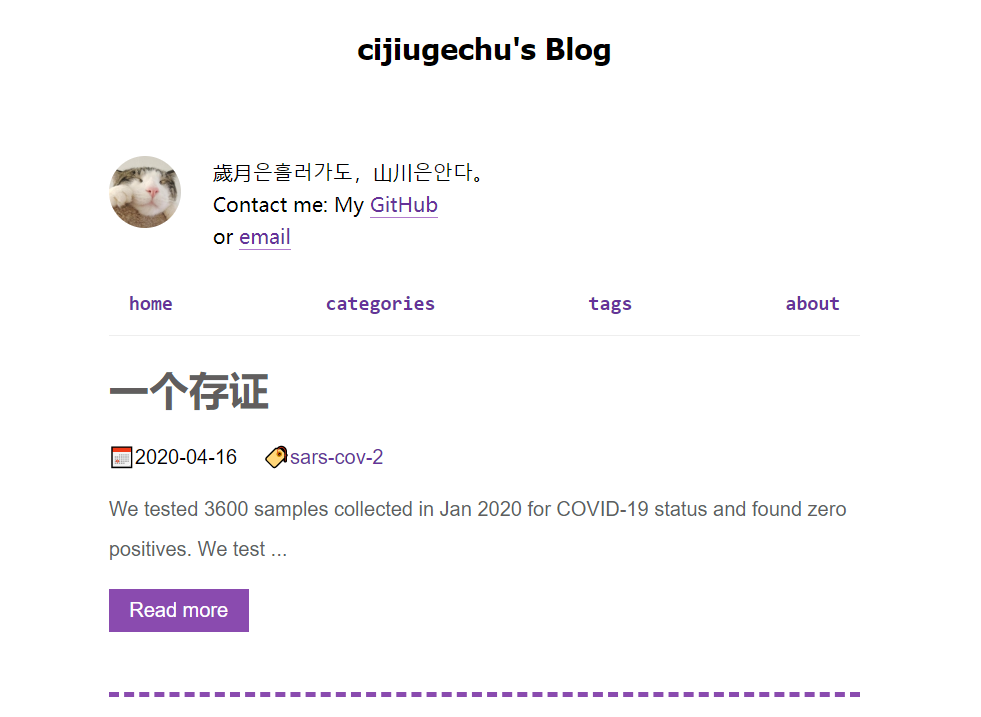 cijiugechu's Blog
歲月은흘러가도，山川은안다。
Contact me: My GitHub
or email
home categories tags about
一个存证
2020-04-16 sars-cov-2
We tested 3600 samples collected in Jan 2020 for COVID-19 status and found zero
positives. We test ...
Read more